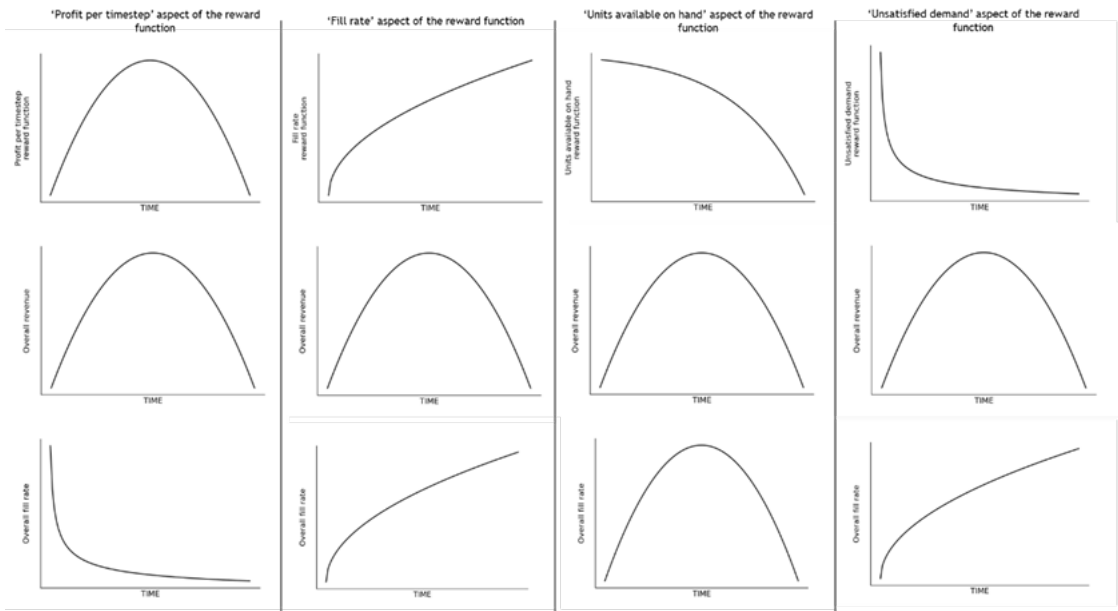 'Profit per timestep' aspect of the reward
function
'Fill rate' aspect of the reward function
'Units available on hand' aspect of the reward
function
'Unsatisfied demand' aspect of the reward
function
Profit per timestep
reward function
TIME
Fill rate
reward function
TIME
Units available on hand
reward function
TIME
Unsatisfied demand
reward function
TIME
Overall revenue
TIME
Overall revenue
TIME
Overall revenue
TIME
Overall revenue
TIME
Overall fill rate
TIME
Overall fill rate
TIME
Overall fill rate
TIME
Overall fill rate
TIME